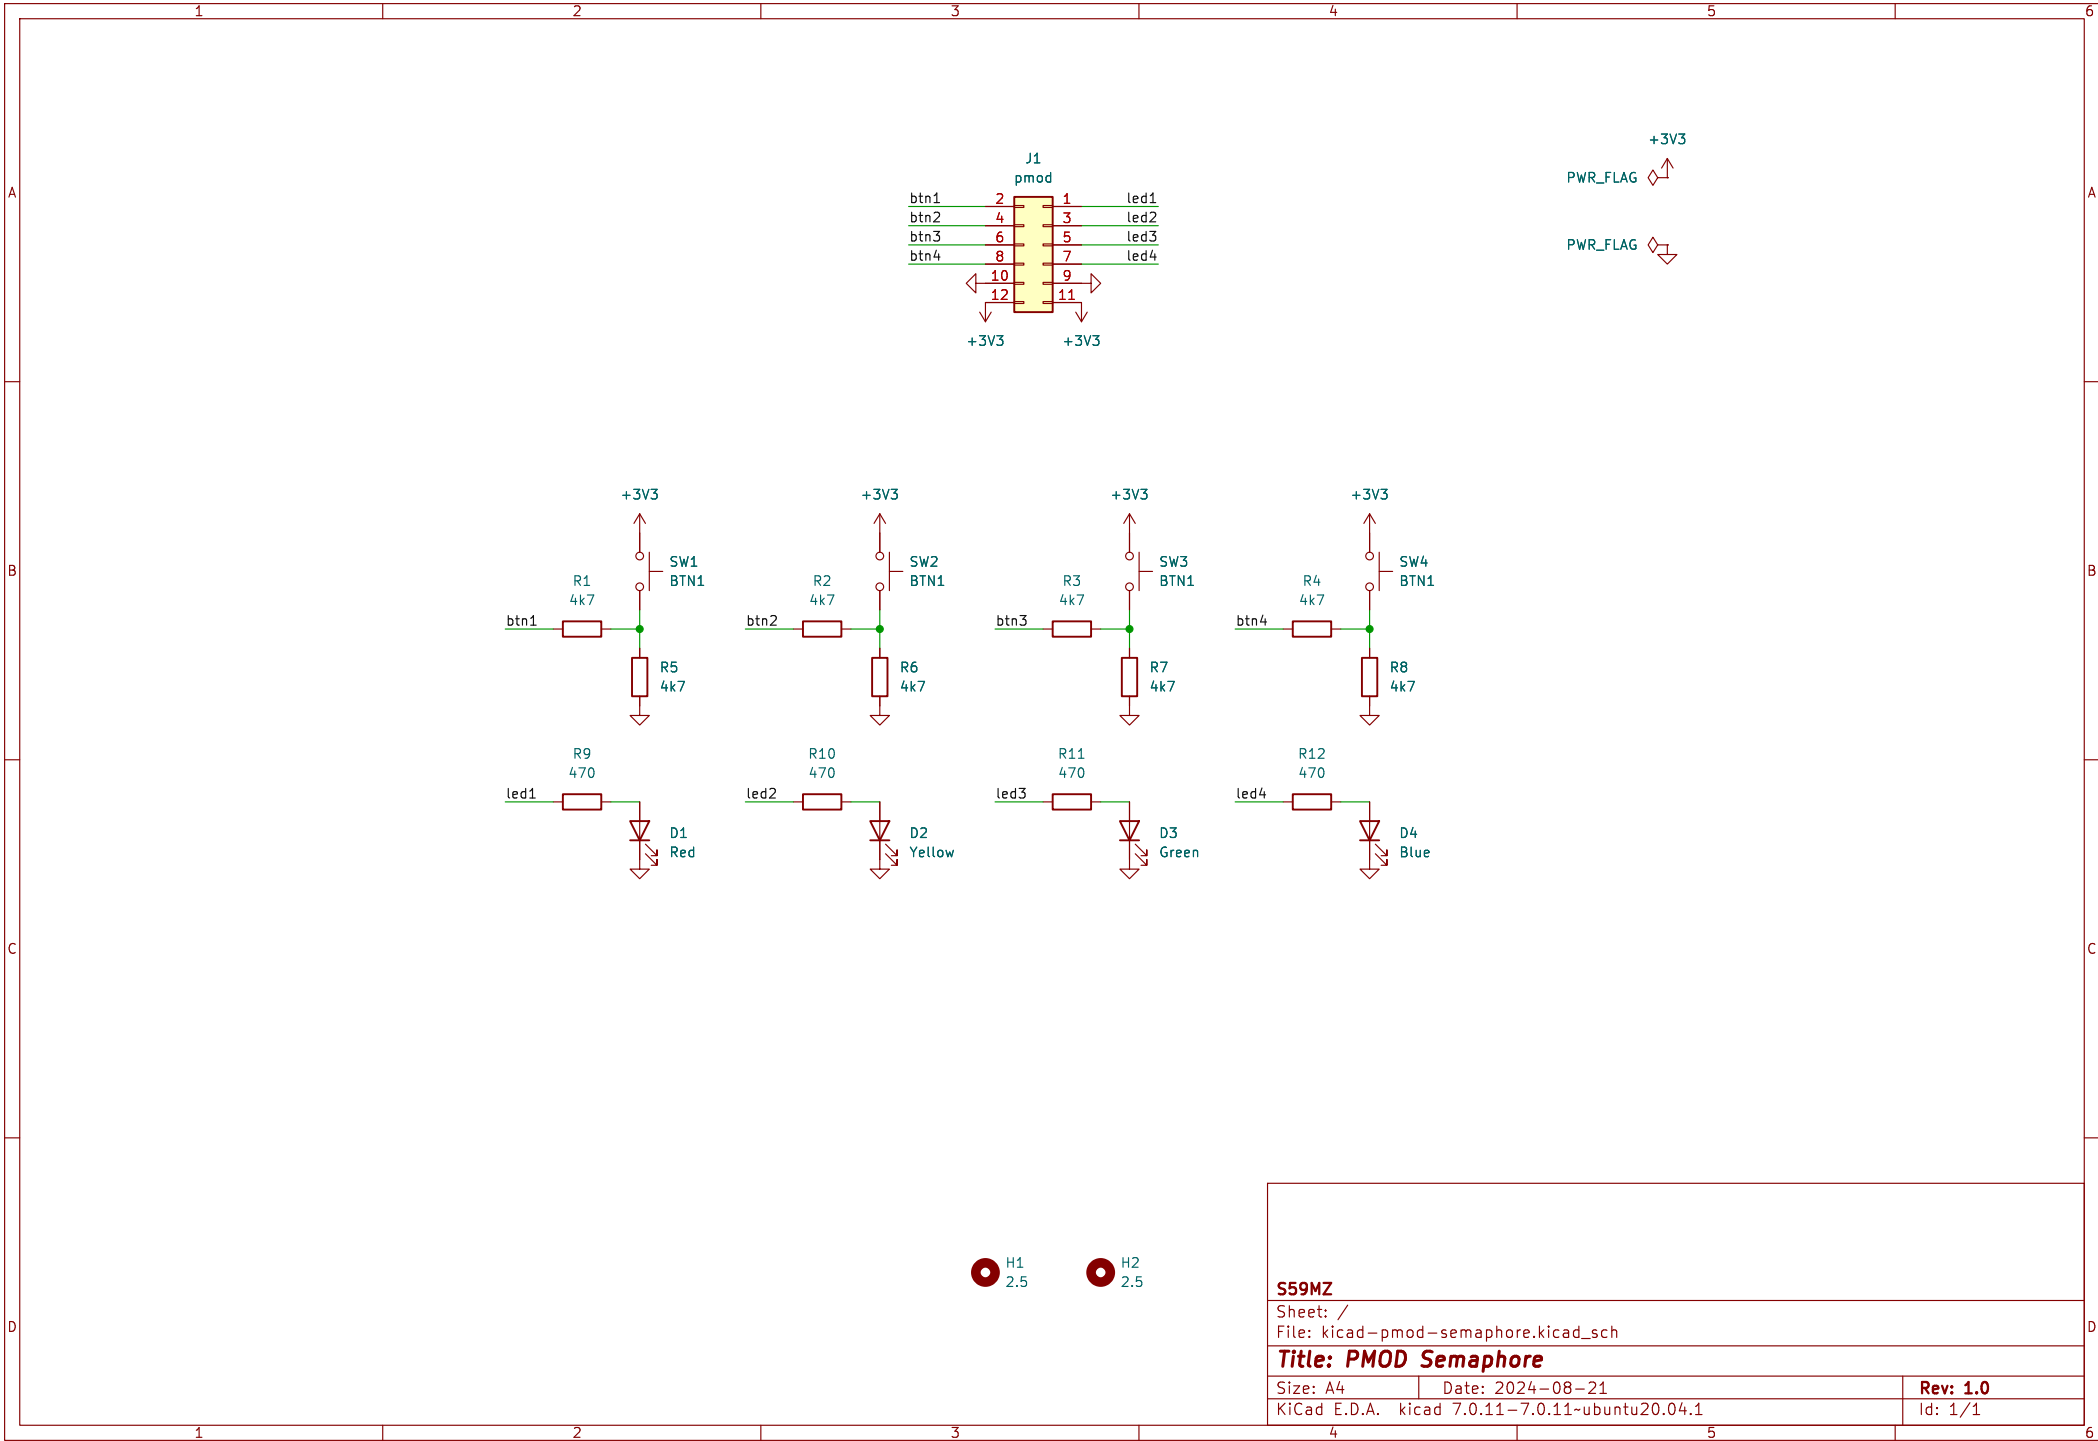 1 2 3 4 5 6
A A
+3V3
PWR_FLAG
PWR_FLAG
J1
pmod
btn1 2 1 led1
btn2 4 3 led2
btn3 6 5 led3
btn4 8 7 led4
10 9
12 11
+3V3 +3V3
B B
+3V3 +3V3 +3V3 +3V3
SW1 SW2 SW3 SW4
BTN1 BTN1 BTN1 BTN1
R1 R2 R3 R4
4k7 4k7 4k7 4k7
btn1 btn2 btn3 btn4
R5 R6 R7 R8
4k7 4k7 4k7 4k7
R9 R10 R11 R12
470 470 470 470
led1 led2 led3 led4
D1 D2 D3 D4
Red Yellow Green Blue
C C
H1 H2
2.5 2.5
D D
S59MZ
Sheet: /
File: kicad-pmod-semaphore.kicad_sch
Title: PMOD Semaphore
Size: A4 Date: 2024-08-21 Rev: 1.0
KiCad E.D.A. kicad 7.0.11-7.0.11~ubuntu20.04.1 Id: 1/1
1 2 3 4 5 6